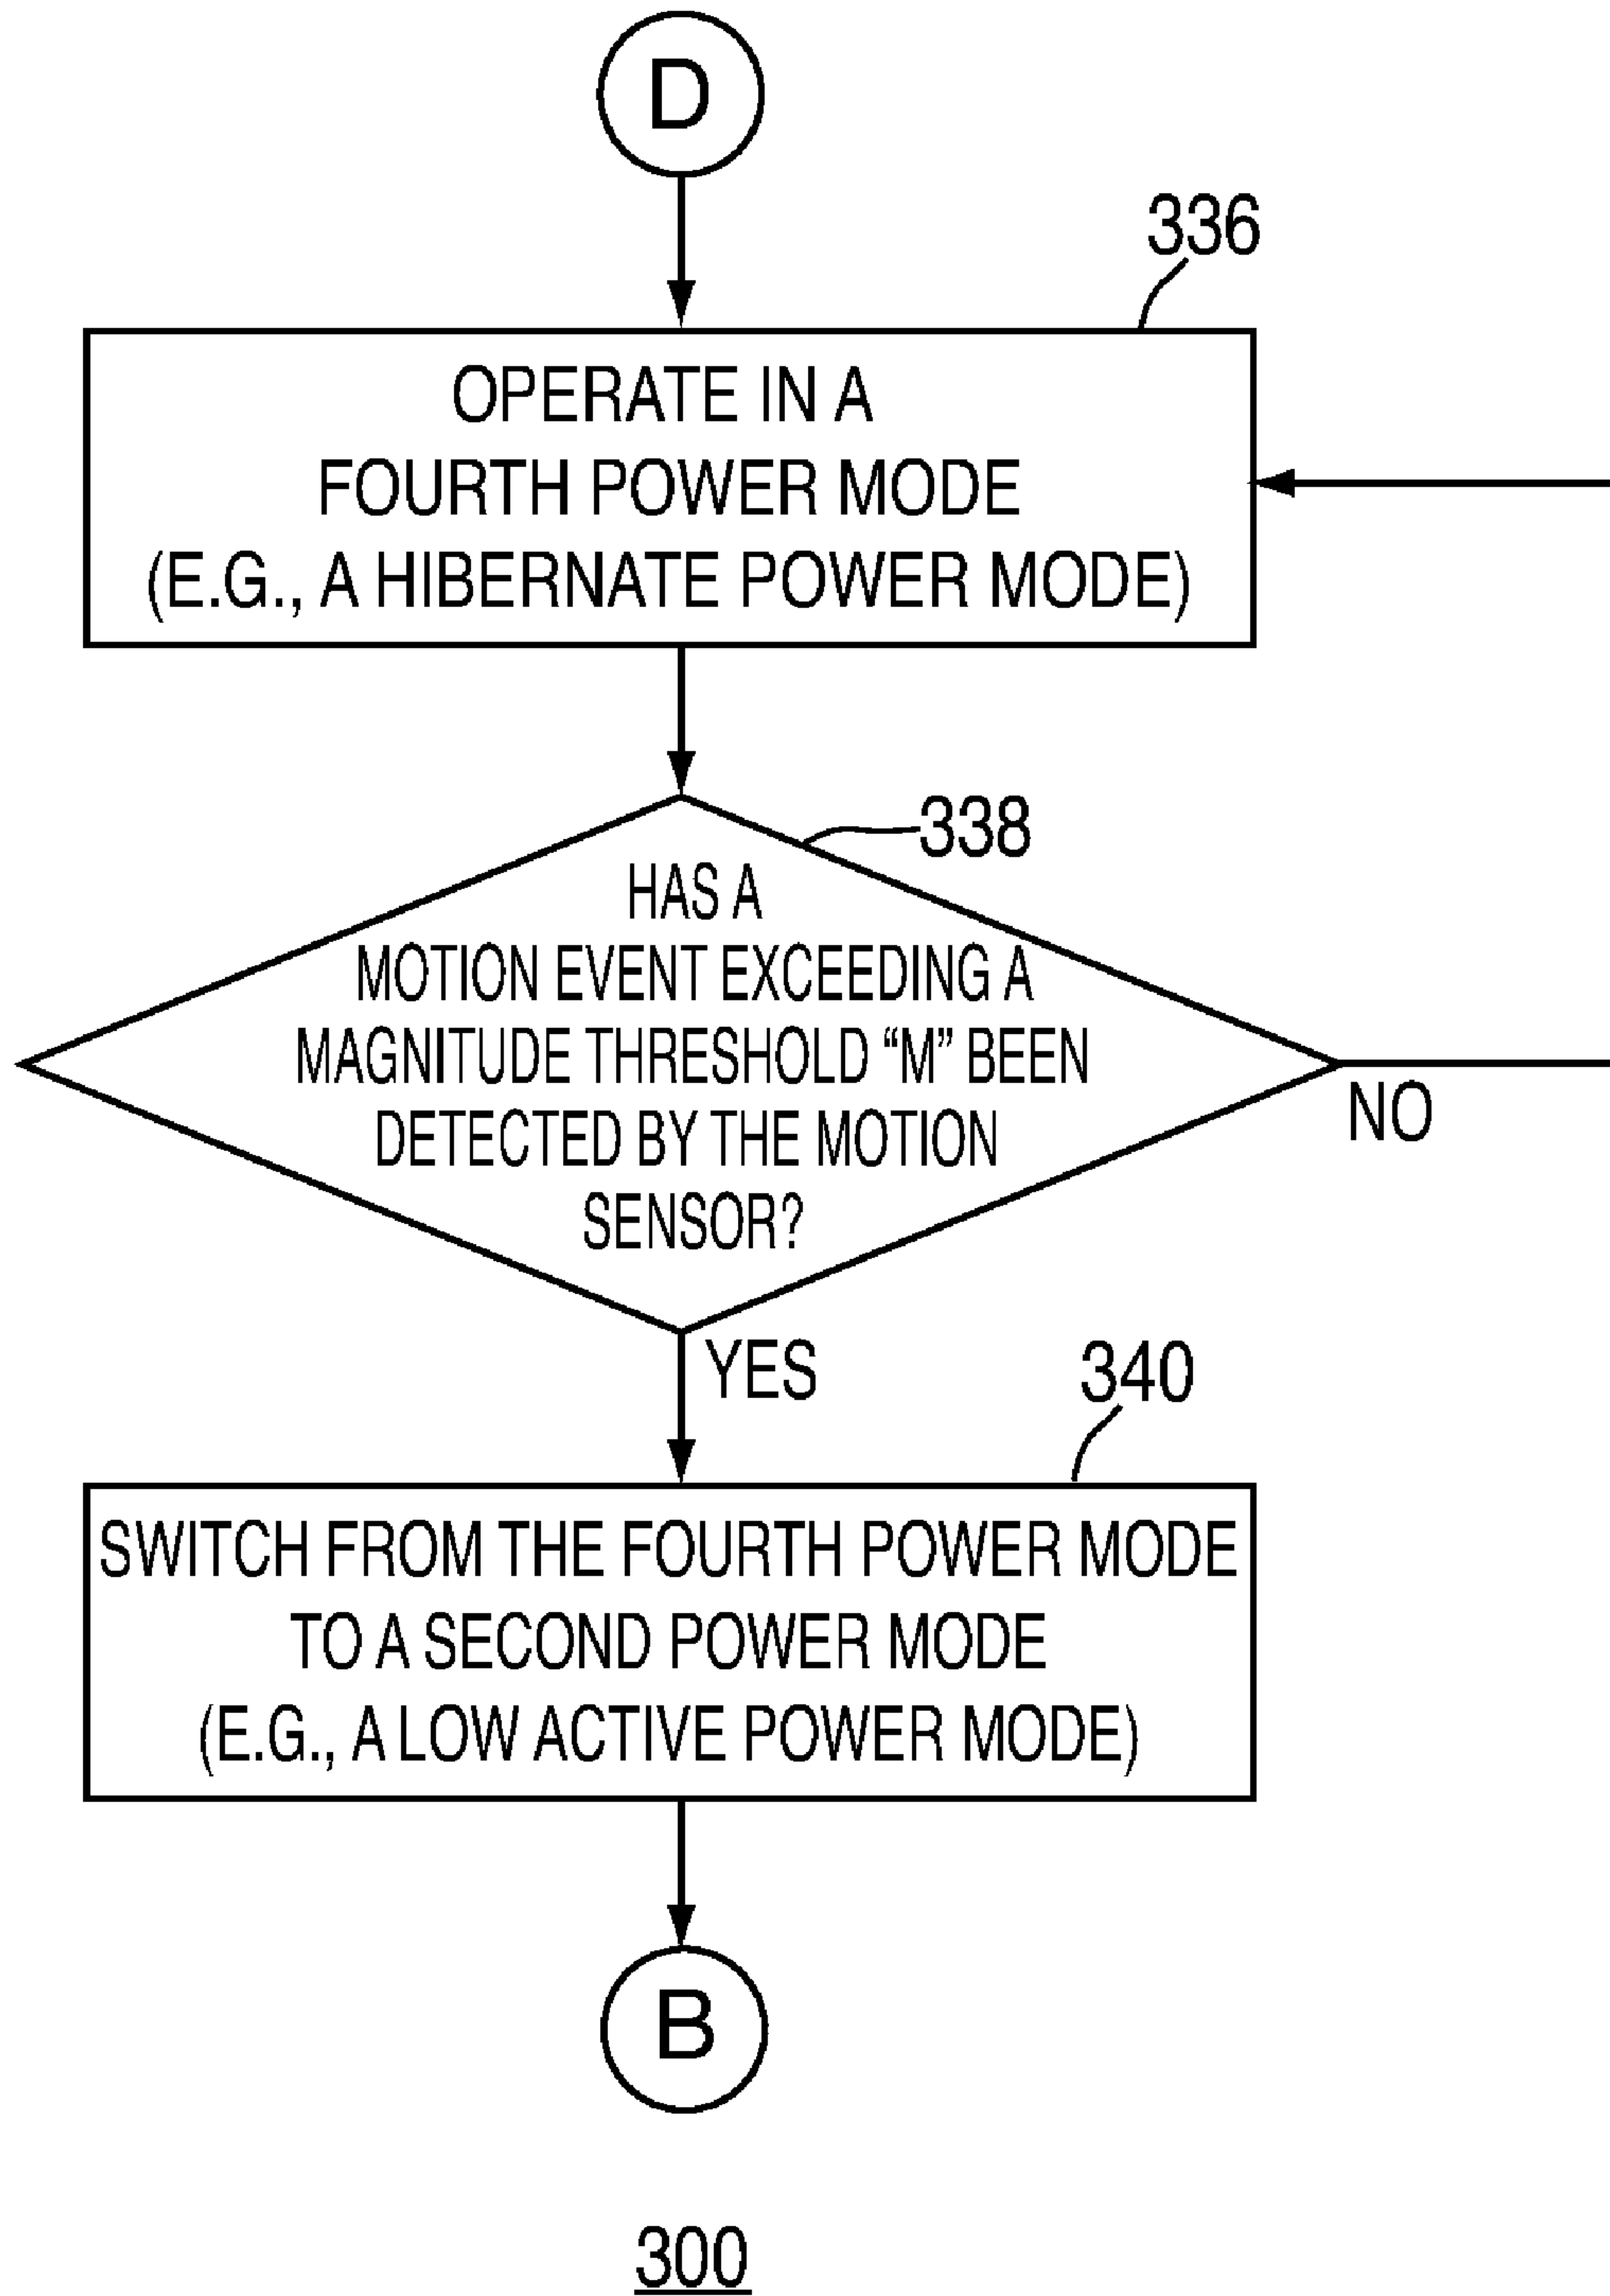 D
336
OPERATE IN A
FOURTH POWER MODE
(E.G., A HIBERNATE POWER MODE)
338
HAS A
MOTION EVENT EXCEEDING A
MAGNITUDE THRESHOLD “M” BEEN
DETECTED BY THE MOTION
SENSOR?
NO
YES
340
SWITCH FROM THE FOURTH POWER MODE
TO A SECOND POWER MODE
(E.G., A LOW ACTIVE POWER MODE)
B
300